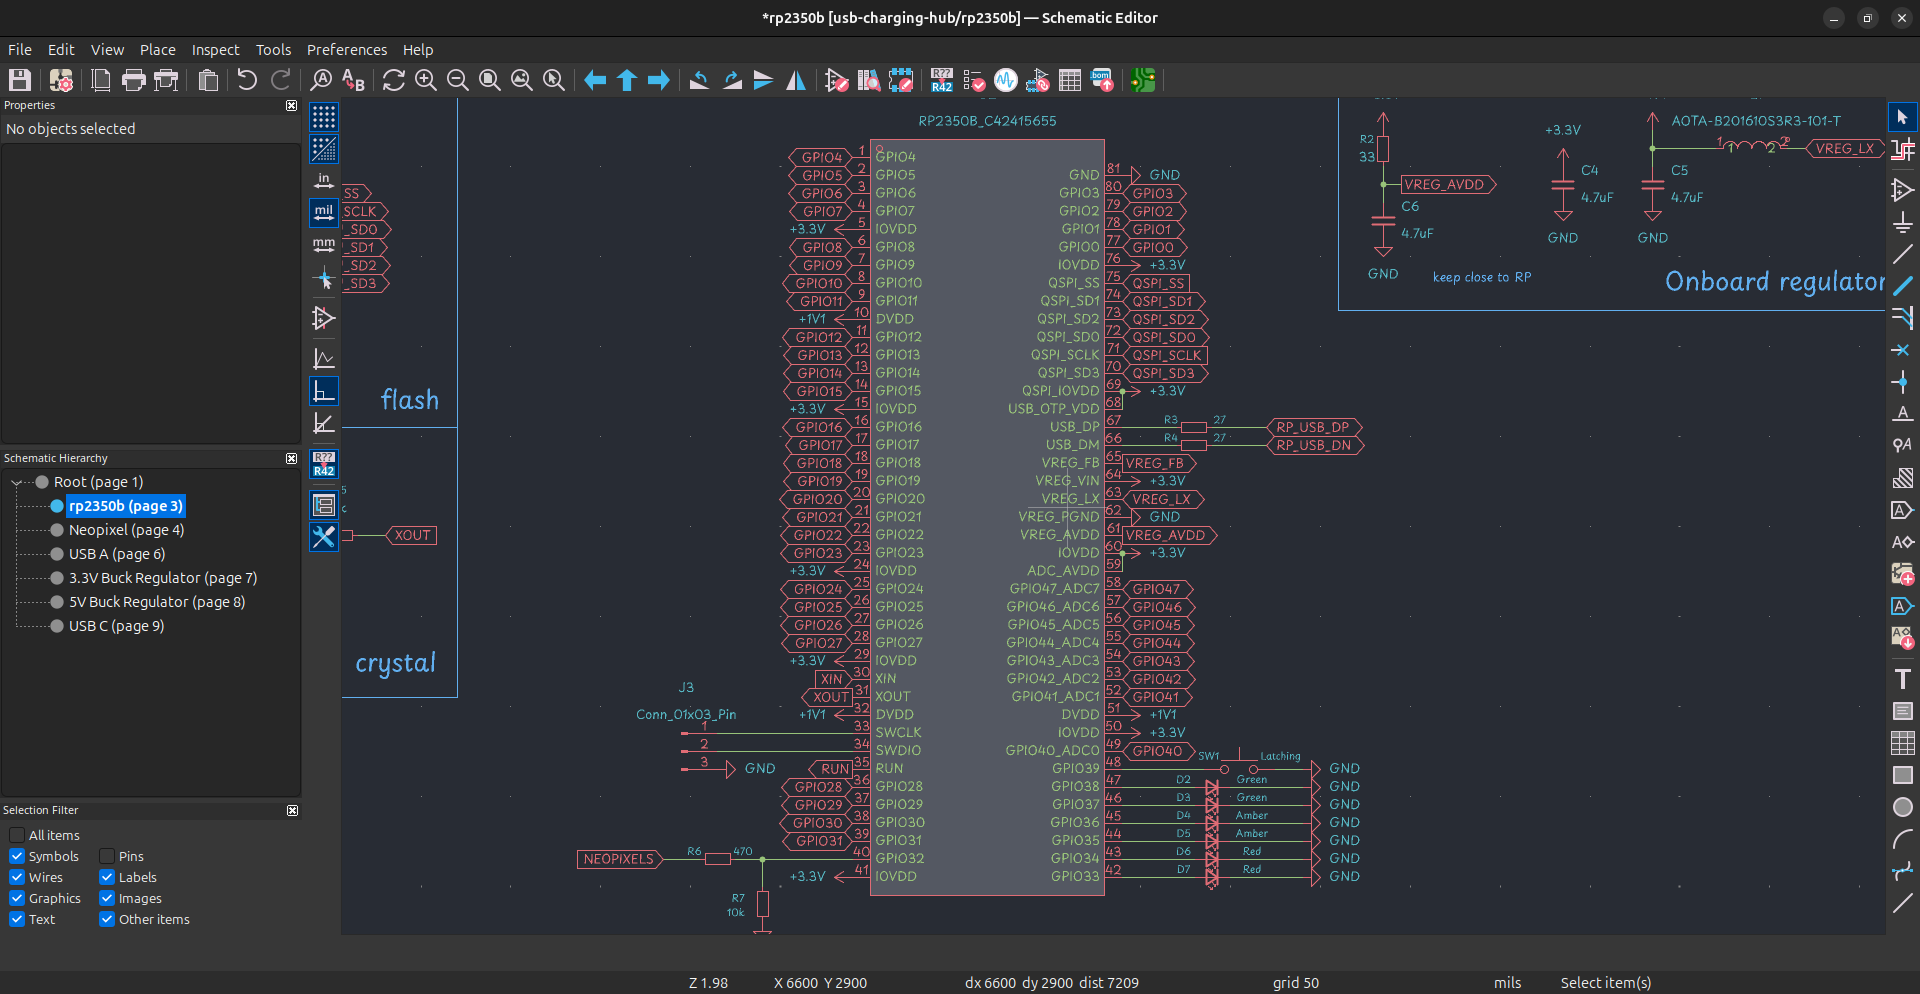 *rp2350b [usb-charging-hub/rp2350b] — Schematic Editor
File Edit View Place Inspect Tools Preferences Help
Properties
No objects selected
in
mil
mm
R??
R42
Schematic Hierarchy
Root (page 1)
rp2350b (page 3)
Neopixel (page 4)
USB A (page 6)
3.3V Buck Regulator (page 7)
5V Buck Regulator (page 8)
USB C (page 9)
Selection Filter
All items
Symbols Pins
Wires Labels
Graphics Images
Text Other items
SS
SCLK
_SD0
_SD1
_SD2
_SD3
flash
XOUT
crystal
RP2350B_C42415655
GPIO4 1 GPIO4
GPIO5 2 GPIO5
GPIO6 3 GPIO6
GPIO7 4 GPIO7
+3.3V 5 IOVDD
GPIO8 6 GPIO8
GPIO9 7 GPIO9
GPIO10 8 GPIO10
GPIO11 9 GPIO11
+1V1 10 DVDD
GPIO12 11 GPIO12
GPIO13 12 GPIO13
GPIO14 13 GPIO14
GPIO15 14 GPIO15
+3.3V 15 IOVDD
GPIO16 16 GPIO16
GPIO17 17 GPIO17
GPIO18 18 GPIO18
GPIO19 19 GPIO19
GPIO20 20 GPIO20
GPIO21 21 GPIO21
GPIO22 22 GPIO22
GPIO23 23 GPIO23
+3.3V 24 IOVDD
GPIO24 25 GPIO24
GPIO25 26 GPIO25
GPIO26 27 GPIO26
GPIO27 28 GPIO27
+3.3V 29 IOVDD
XIN 30 XIN
XOUT 31 XOUT
+1V1 32 DVDD
33 SWCLK
34 SWDIO
RUN 35 RUN
GPIO28 36 GPIO28
GPIO29 37 GPIO29
GPIO30 38 GPIO30
GPIO31 39 GPIO31
NEOPIXELS R6 470 40 GPIO32
+3.3V 41 IOVDD
J3
Conn_01x03_Pin
1
2
3 GND
R7
10k
GND 81 GND
GPIO3 80 GPIO3
GPIO2 79 GPIO2
GPIO1 78 GPIO1
GPIO0 77 GPIO0
IOVDD 76 +3.3V
QSPI_SS 75 QSPI_SS
QSPI_SD1 74 QSPI_SD1
QSPI_SD2 73 QSPI_SD2
QSPI_SD0 72 QSPI_SD0
QSPI_SCLK 71 QSPI_SCLK
QSPI_SD3 70 QSPI_SD3
QSPI_IOVDD 69 +3.3V
USB_OTP_VDD 68
USB_DP 67 R3 27 RP_USB_DP
USB_DM 66 R4 27 RP_USB_DN
VREG_FB 65 VREG_FB
VREG_VIN 64 +3.3V
VREG_LX 63 VREG_LX
VREG_PGND 62 GND
VREG_AVDD 61 VREG_AVDD
IOVDD 60 +3.3V
ADC_AVDD 59
GPIO47_ADC7 58 GPIO47
GPIO46_ADC6 57 GPIO46
GPIO45_ADC5 56 GPIO45
GPIO44_ADC4 55 GPIO44
GPIO43_ADC3 54 GPIO43
GPIO42_ADC2 53 GPIO42
GPIO41_ADC1 52 GPIO41
DVDD 51 +1V1
IOVDD 50 +3.3V
GPIO40_ADC0 49 GPIO40
GPIO39 48 SW1 Latching GND
GPIO38 47 D2 Green GND
GPIO37 46 D3 Green GND
GPIO36 45 D4 Amber GND
GPIO35 44 D5 Amber GND
GPIO34 43 D6 Red GND
GPIO33 42 D7 Red GND
R2
33
VREG_AVDD
C6
4.7uF
GND
+3.3V
C4
4.7uF
GND
AOTA-B201610S3R3-101-T
1 2 VREG_LX
C5
4.7uF
GND
keep close to RP
Onboard regulator
Z 1.98 X 6600 Y 2900 dx 6600 dy 2900 dist 7209 grid 50 mils Select item(s)